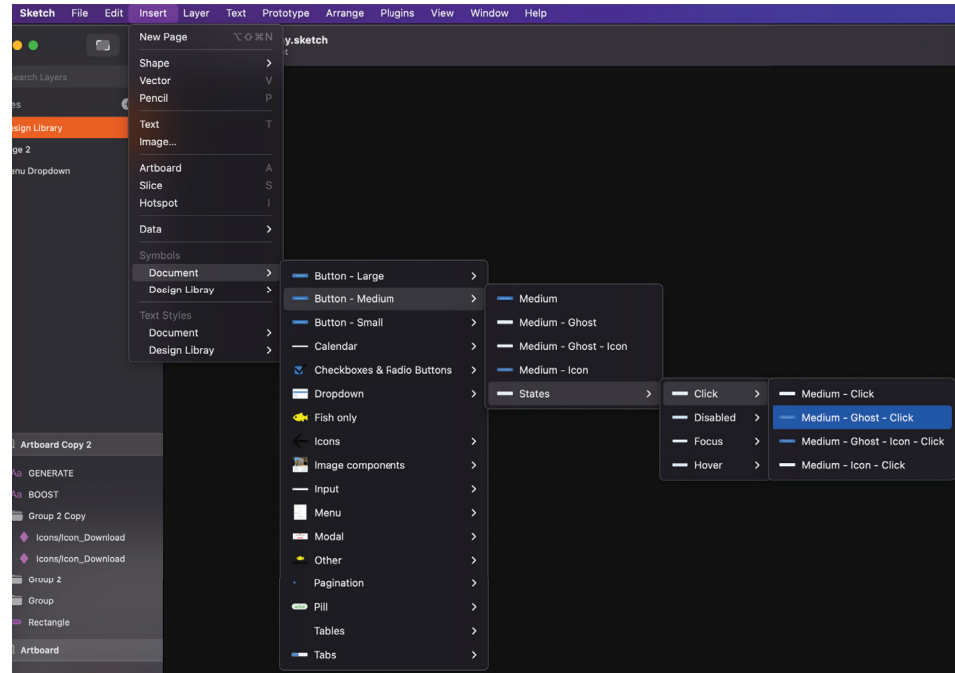 Sketch File Edit Insert Layer Text Prototype Arrange Plugins View Window Help
y.sketch
Search Layers
Design Library
ge 2
enu Dropdown
Artboard Copy 2
Aa GENERATE
Aa BOOST
Group 2 Copy
Icons/Icon_Download
Icons/Icon_Download
Group 2
Group
Rectangle
Artboard
New Page ⌥⇧⌘N
Shape
Vector V
Pencil P
Text T
Image...
Artboard A
Slice S
Hotspot I
Data
Symbols
Document
Design Libray
Text Styles
Document
Design Libray
Button - Large
Button - Medium
Button - Small
Calendar
Checkboxes & Radio Buttons
Dropdown
Fish only
Icons
Image components
Input
Menu
Modal
Other
Pagination
Pill
Tables
Tabs
Medium
Medium - Ghost
Medium - Ghost - Icon
Medium - Icon
States
Click
Disabled
Focus
Hover
Medium - Click
Medium - Ghost - Click
Medium - Ghost - Icon - Click
Medium - Icon - Click